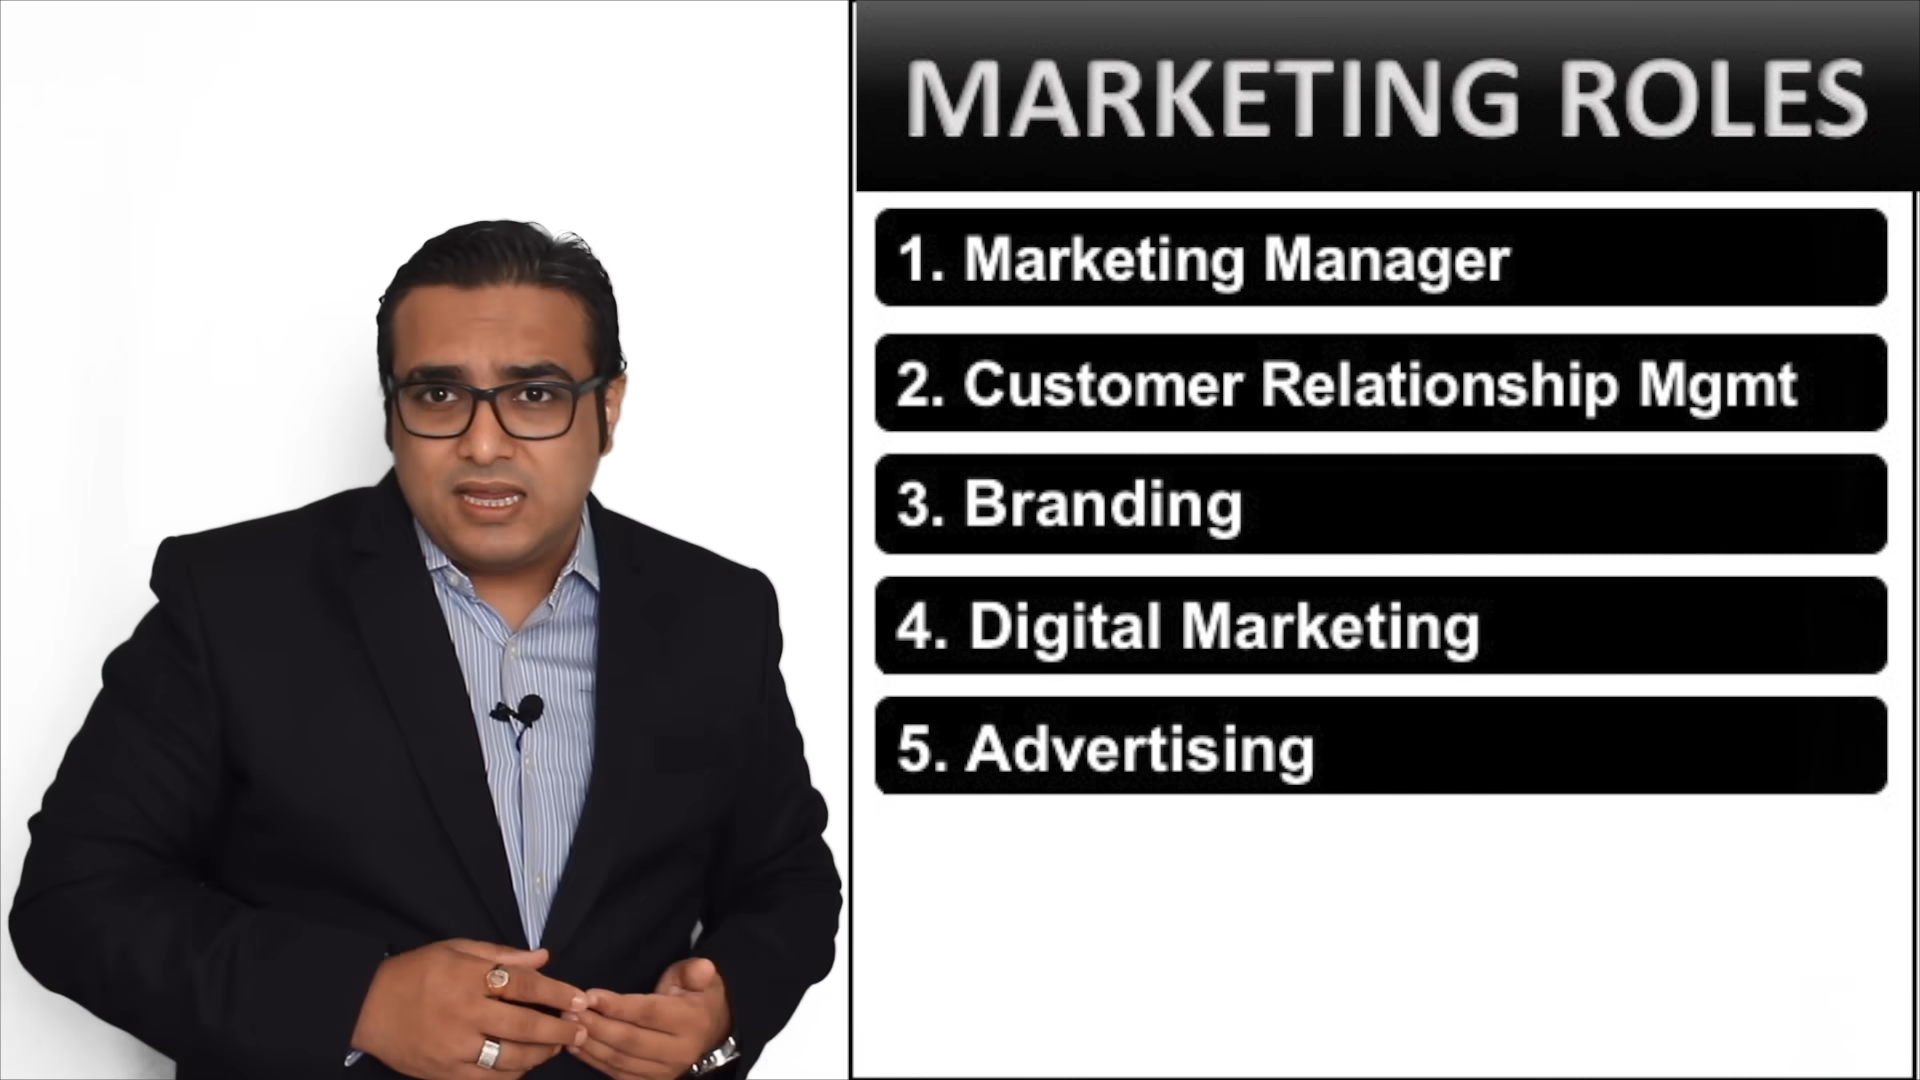 MARKETING ROLES
1. Marketing Manager
2. Customer Relationship Mgmt
3. Branding
4. Digital Marketing
5. Advertising